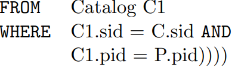 FROM Catalog C1
WHERE C1.sid = C.sid AND
C1.pid = P.pid))))